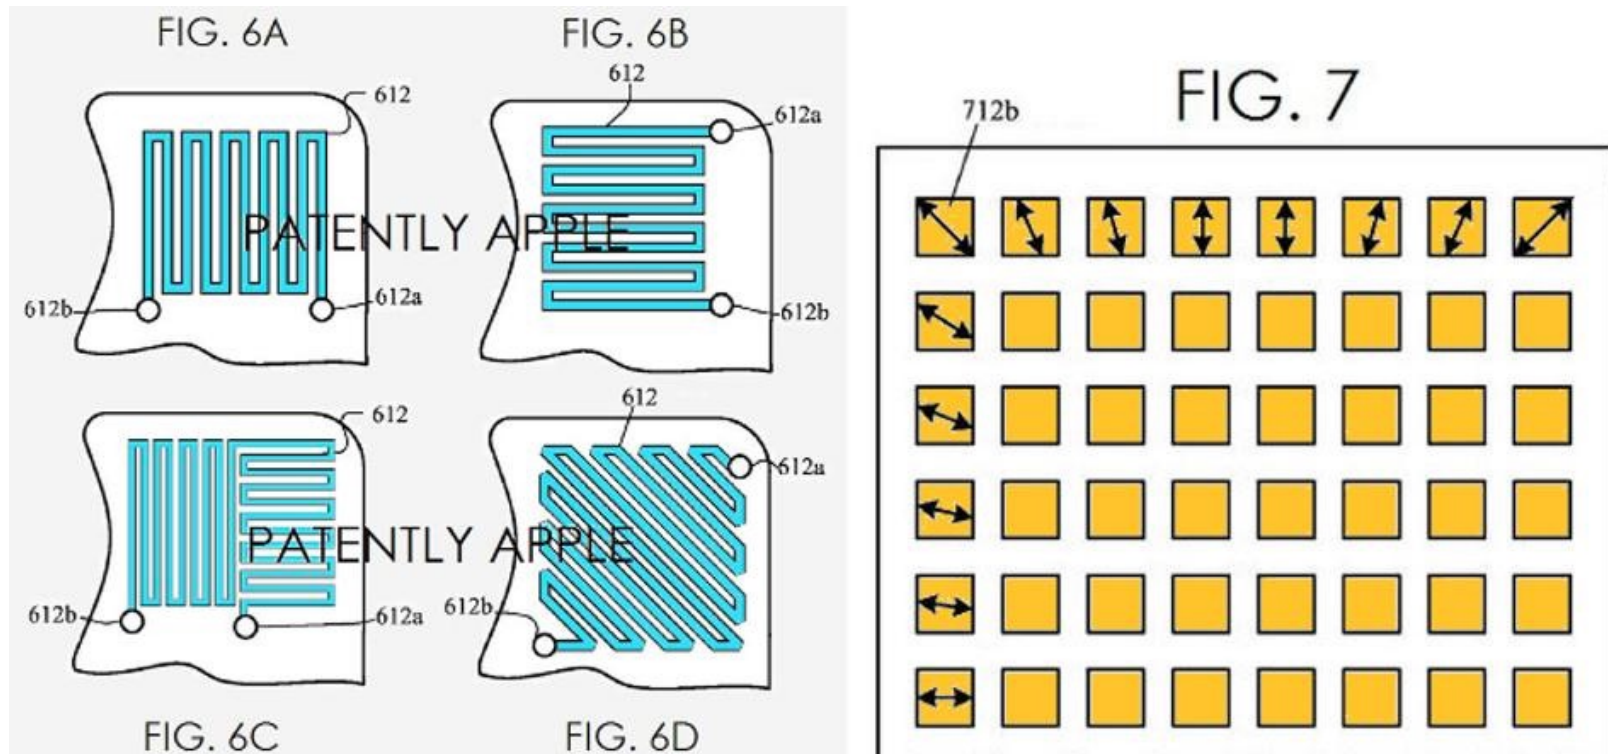 FIG. 6A
FIG. 6B
612
612
612a
612b
612a
612b
PATENTLY APPLE
612
612
612a
612b
612a
612b
PATENTLY APPLE
FIG. 6C
FIG. 6D
FIG. 7
712b